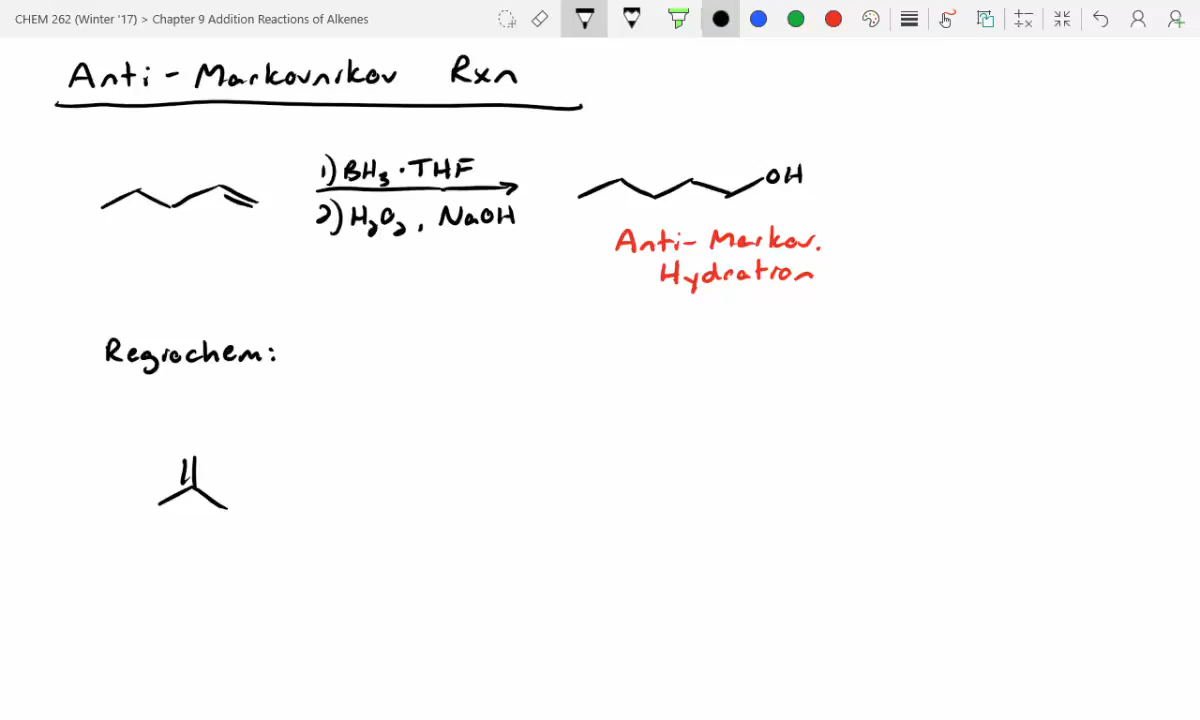 CHEM 262 (Winter '17) > Chapter 9 Addition Reactions of Alkenes
Anti-Markovnikov Rxn
1) BH₃·THF
2) H₂O₂, NaOH
OH
Anti-Markov.
Hydration
Regiochem: